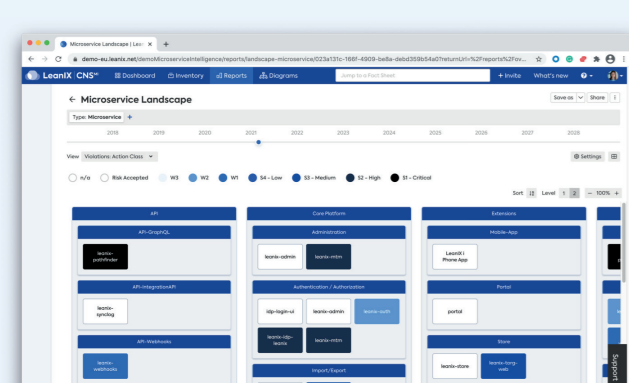 Microservice Landscape | Lean
demo-eu.leanix.net/demoMicroserviceIntelligence/reports/landscape-microservice/023a131c-188f-4909-be8a-debd359b54a0?returnUrl=%2Freports%2Fov...
LeanIX CNS Dashboard Inventory Reports Diagrams Jump to a Fact Sheet + Invite What's new
← Microservice Landscape Save as Share
Type: Microservice +
2018 2019 2020 2021 2022 2023 2024 2025 2026 2027 2028
View Violations: Action Class Settings
n/a Risk Accepted W3 W2 W1 S4 - Low S3 - Medium S2 - High S1 - Critical
Sort Level 1 2 - 100% +
API Core Platform Extensions
API-GraphQL Administration Mobile-App
leanix-pathfinder leanix-admin leanix-mtm LeanIX i Phone App
API-IntegrationAPI Authentication / Authorization Portal
leanix-synclog idp-login-ui leanix-admin leanix-auth portal
API-Webhooks leanix-idp-leanix leanix-mtm Store
leanix-webhooks Import/Export leanix-store leanix-torg-web
Support